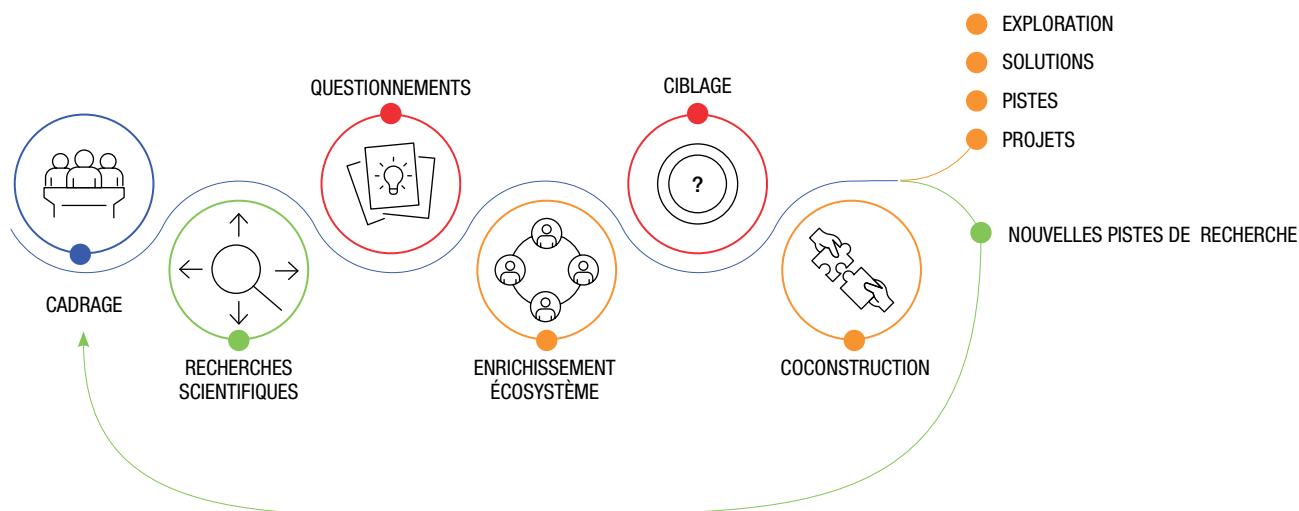 CADRAGE
RECHERCHES
SCIENTIFIQUES
QUESTIONNEMENTS
ENRICHISSEMENT
ÉCOSYSTÈME
CIBLAGE
?
COCONSTRUCTION
EXPLORATION
SOLUTIONS
PISTES
PROJETS
NOUVELLES PISTES DE RECHERCHE